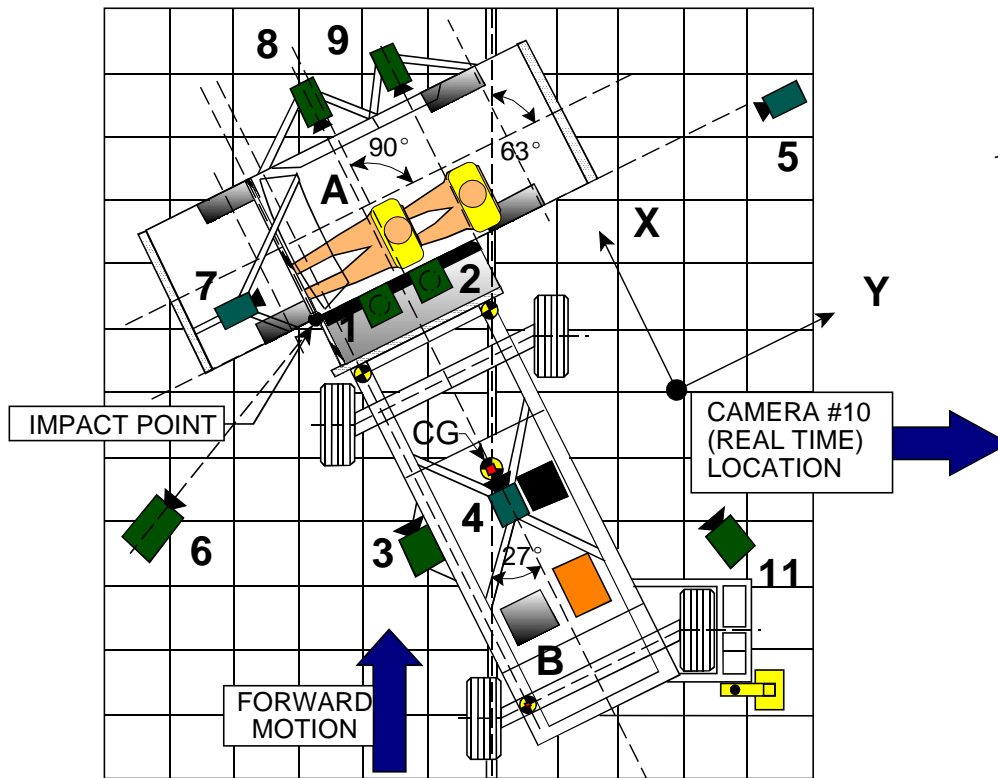 8
9
90°
63°
5
A
X
7
2
Y
1
IMPACT POINT
CAMERA #10
(REAL TIME)
LOCATION
CG
4
6
3
27°
11
B
FORWARD
MOTION